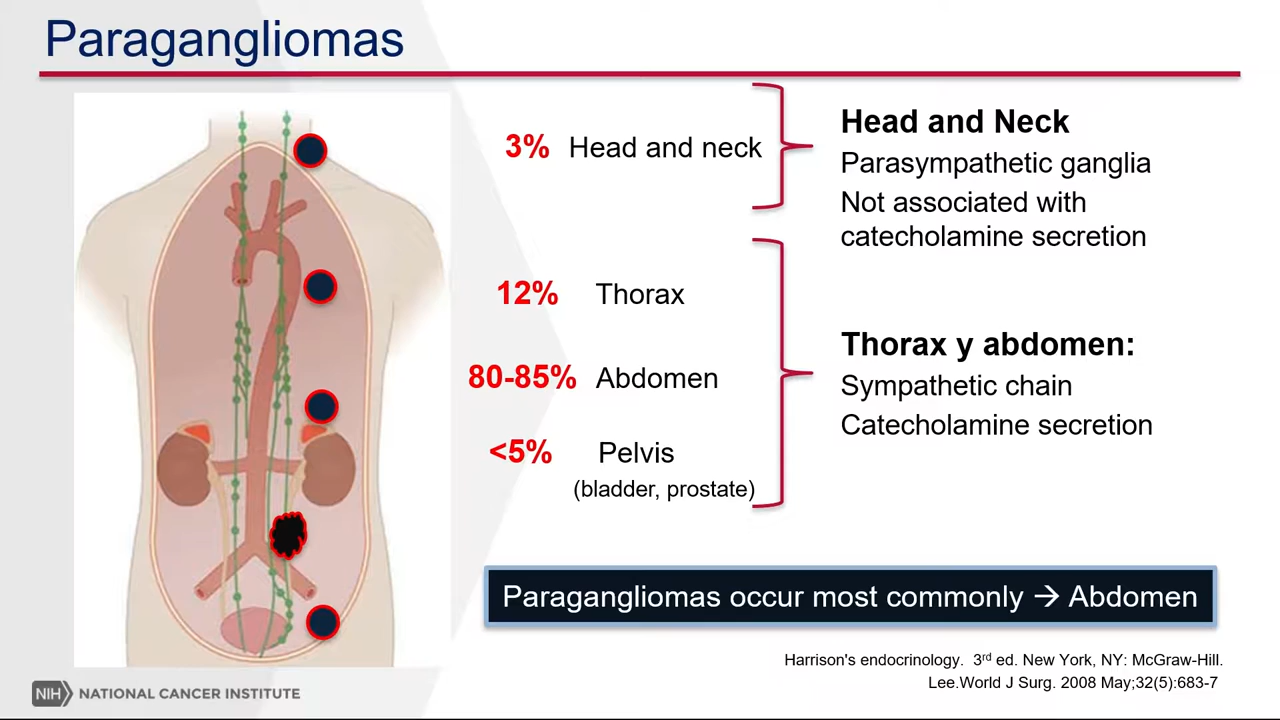 Paragangliomas
3% Head and neck
12% Thorax
80-85% Abdomen
<5% Pelvis
(bladder, prostate)
Head and Neck
Parasympathetic ganglia
Not associated with
catecholamine secretion
Thorax y abdomen:
Sympathetic chain
Catecholamine secretion
Paragangliomas occur most commonly → Abdomen
Harrison's endocrinology. 3rd ed. New York, NY: McGraw-Hill.
Lee.World J Surg. 2008 May;32(5):683-7
NIH NATIONAL CANCER INSTITUTE